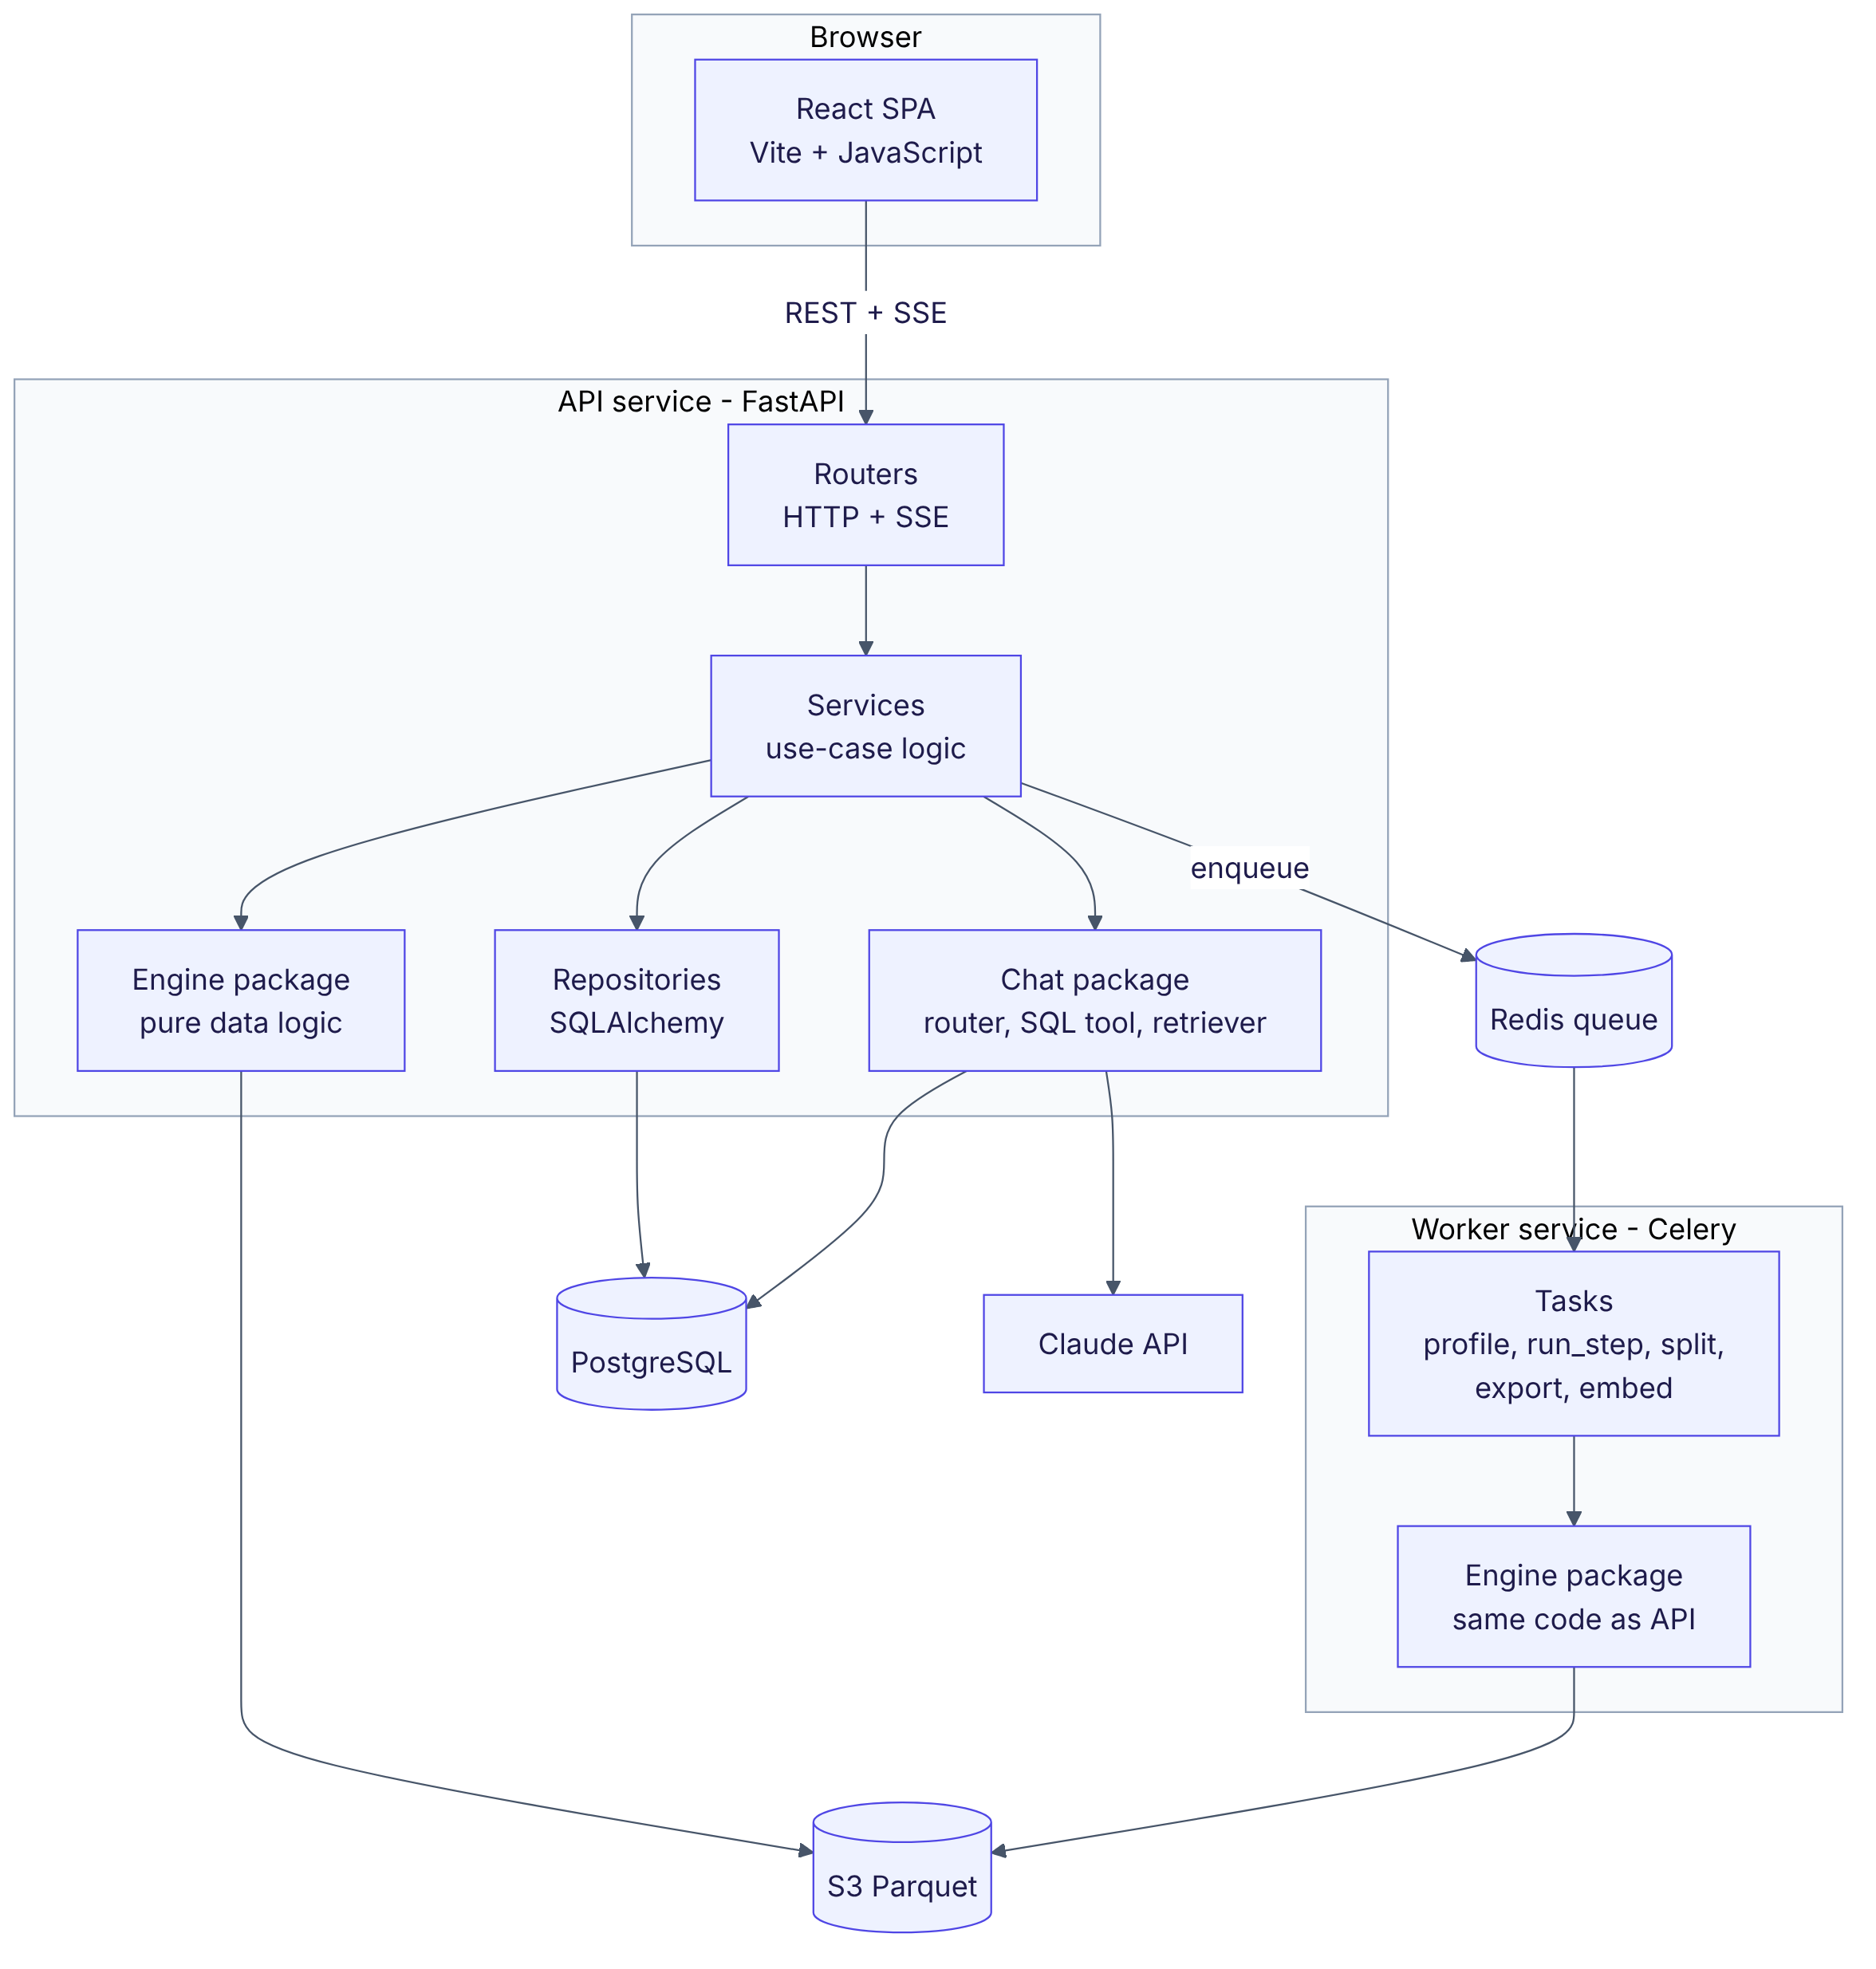 Browser
React SPA
Vite + JavaScript
REST + SSE
API service - FastAPI
Routers
HTTP + SSE
Services
use-case logic
enqueue
Engine package
pure data logic
Repositories
SQLAlchemy
Chat package
router, SQL tool, retriever
Redis queue
Worker service - Celery
Tasks
profile, run_step, split,
export, embed
PostgreSQL
Claude API
Engine package
same code as API
S3 Parquet